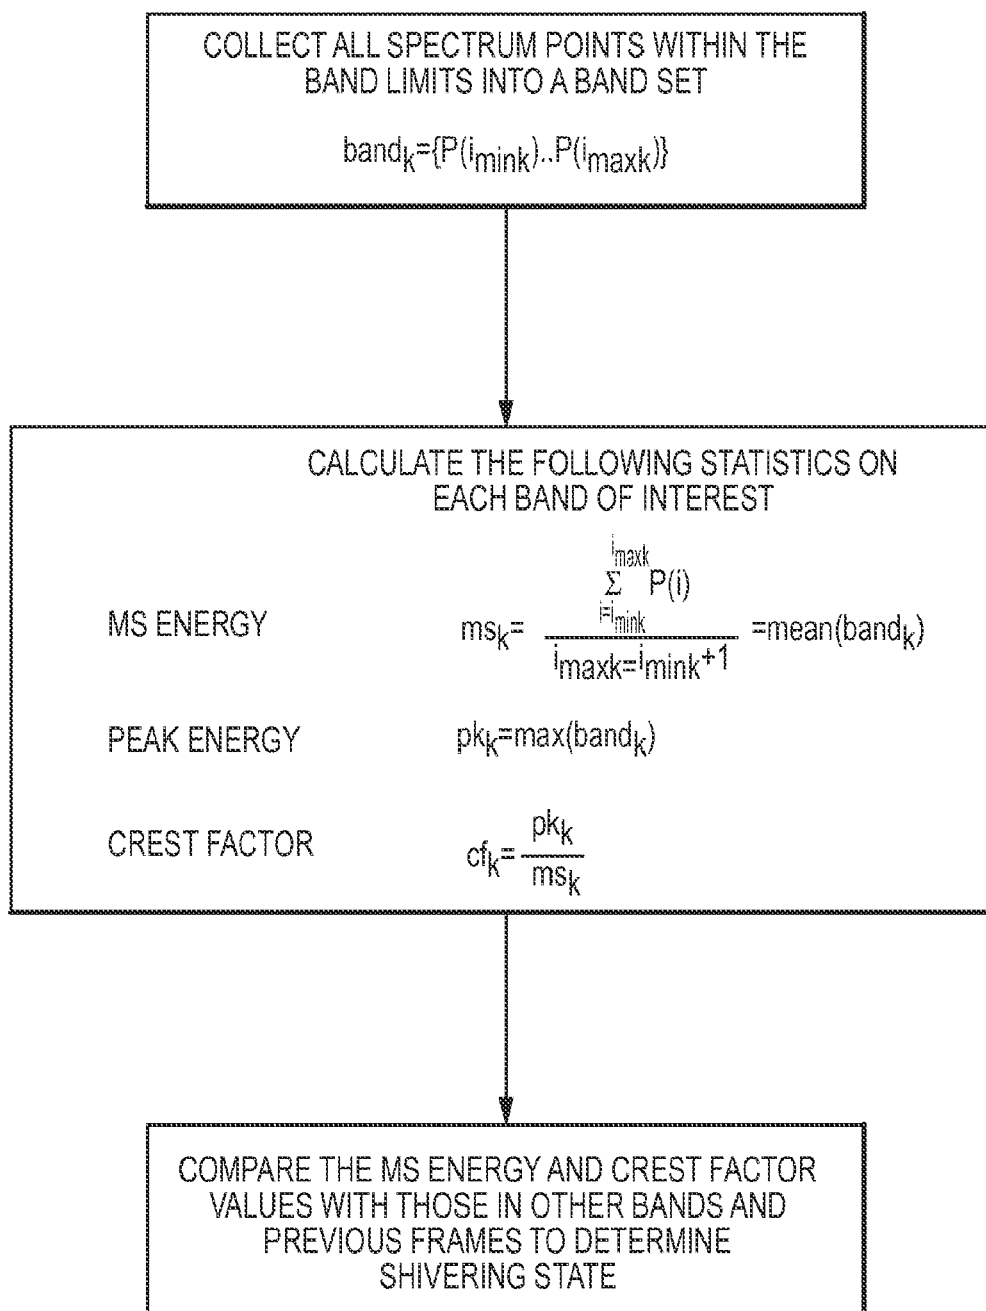 COLLECT ALL SPECTRUM POINTS WITHIN THE
BAND LIMITS INTO A BAND SET
band_k={P(i_mink)..P(i_maxk)}
CALCULATE THE FOLLOWING STATISTICS ON
EACH BAND OF INTEREST
MS ENERGY
i_maxk
ms_k= Σ P(i) =mean(band_k)
i=i_mink
i_maxk=i_mink+1
PEAK ENERGY pk_k=max(band_k)
pk_k
CREST FACTOR cf_k=
ms_k
COMPARE THE MS ENERGY AND CREST FACTOR
VALUES WITH THOSE IN OTHER BANDS AND
PREVIOUS FRAMES TO DETERMINE
SHIVERING STATE